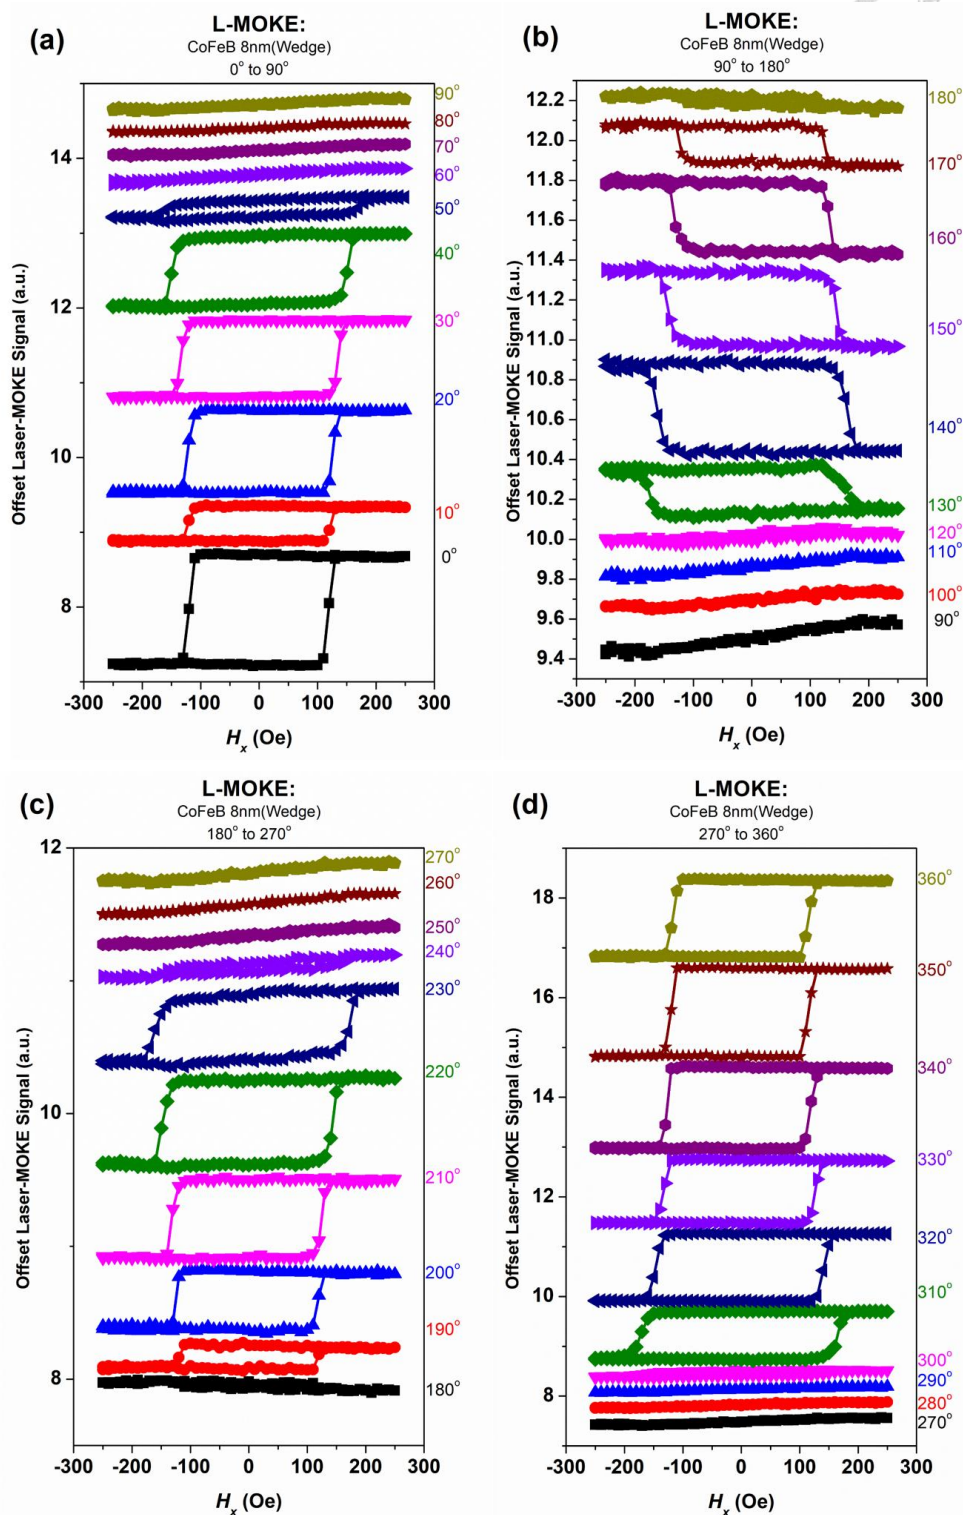 (a)
L-MOKE:
CoFeB 8nm(Wedge)
0° to 90°
Offset Laser-MOKE Signal (a.u.)
14
12
10
8
90°
80°
70°
60°
50°
40°
30°
20°
10°
0°
-300 -200 -100 0 100 200 300
Hx (Oe)
(b)
L-MOKE:
CoFeB 8nm(Wedge)
90° to 180°
Offset Laser-MOKE Signal (a.u.)
12.2
12.0
11.8
11.6
11.4
11.2
11.0
10.8
10.6
10.4
10.2
10.0
9.8
9.6
9.4
180°
170°
160°
150°
140°
130°
120°
110°
100°
90°
-300 -200 -100 0 100 200 300
Hx (Oe)
(c)
L-MOKE:
CoFeB 8nm(Wedge)
180° to 270°
Offset Laser-MOKE Signal (a.u.)
12
10
8
270°
260°
250°
240°
230°
220°
210°
200°
190°
180°
-300 -200 -100 0 100 200 300
Hx (Oe)
(d)
L-MOKE:
CoFeB 8nm(Wedge)
270° to 360°
Offset Laser-MOKE Signal (a.u.)
18
16
14
12
10
8
360°
350°
340°
330°
320°
310°
300°
290°
280°
270°
-300 -200 -100 0 100 200 300
Hx (Oe)